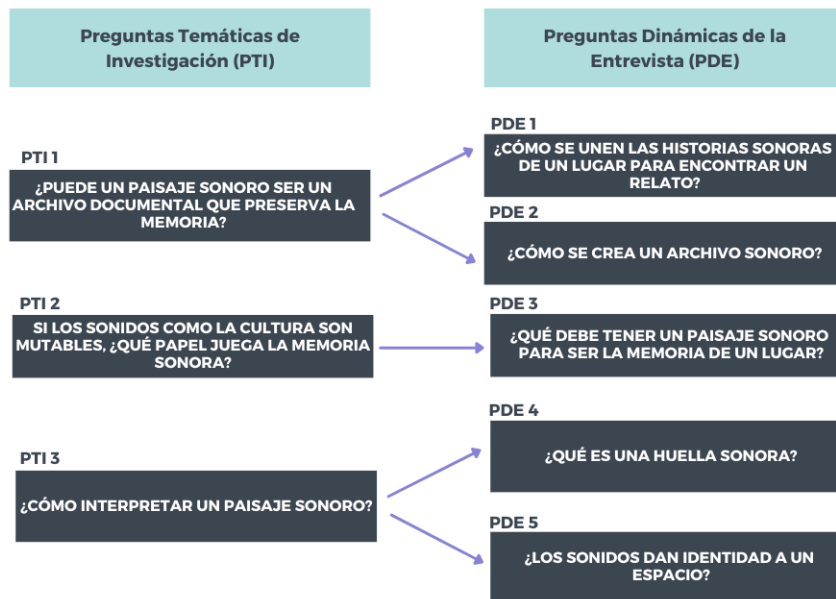 Preguntas Temáticas de
Investigación (PTI)
Preguntas Dinámicas de la
Entrevista (PDE)
PTI 1
¿PUEDE UN PAISAJE SONORO SER UN
ARCHIVO DOCUMENTAL QUE PRESERVA LA
MEMORIA?
PDE 1
¿CÓMO SE UNEN LAS HISTORIAS SONORAS
DE UN LUGAR PARA ENCONTRAR UN
RELATO?
PDE 2
¿CÓMO SE CREA UN ARCHIVO SONORO?
PTI 2
SI LOS SONIDOS COMO LA CULTURA SON
MUTABLES, ¿QUÉ PAPEL JUEGA LA MEMORIA
SONORA?
PDE 3
¿QUÉ DEBE TENER UN PAISAJE SONORO
PARA SER LA MEMORIA DE UN LUGAR?
PTI 3
¿CÓMO INTERPRETAR UN PAISAJE SONORO?
PDE 4
¿QUÉ ES UNA HUELLA SONORA?
PDE 5
¿LOS SONIDOS DAN IDENTIDAD A UN
ESPACIO?